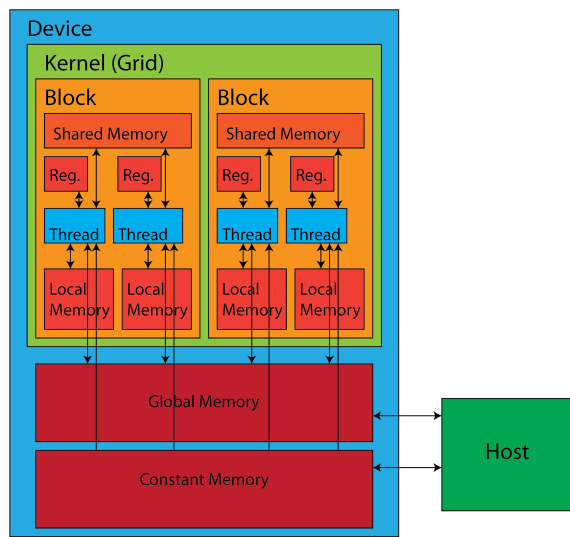 Device
Kernel (Grid)
Block
Block
Shared Memory
Shared Memory
Reg.
Reg.
Reg.
Reg.
Thread
Thread
Thread
Thread
Local
Memory
Local
Memory
Local
Memory
Local
Memory
Global Memory
Host
Constant Memory